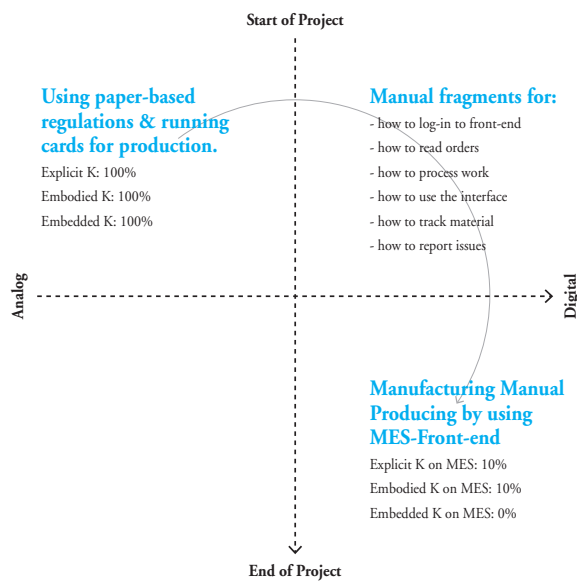 Start of Project
Using paper-based
regulations & running
cards for production.
Explicit K: 100%
Embodied K: 100%
Embedded K: 100%
Manual fragments for:
- how to log-in to front-end
- how to read orders
- how to process work
- how to use the interface
- how to track material
- how to report issues
Analog
Digital
Manufacturing Manual
Producing by using
MES-Front-end
Explicit K on MES: 10%
Embodied K on MES: 10%
Embedded K on MES: 0%
End of Project